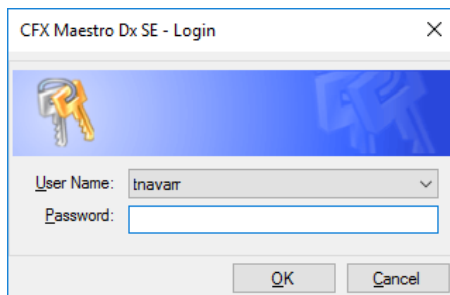 CFX Maestro Dx SE - Login
User Name: tnavarr
Password:
OK Cancel